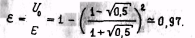 ε = U₀/E = 1 - ((1-√0,5)/(1+√0,5))² ≃ 0,97.